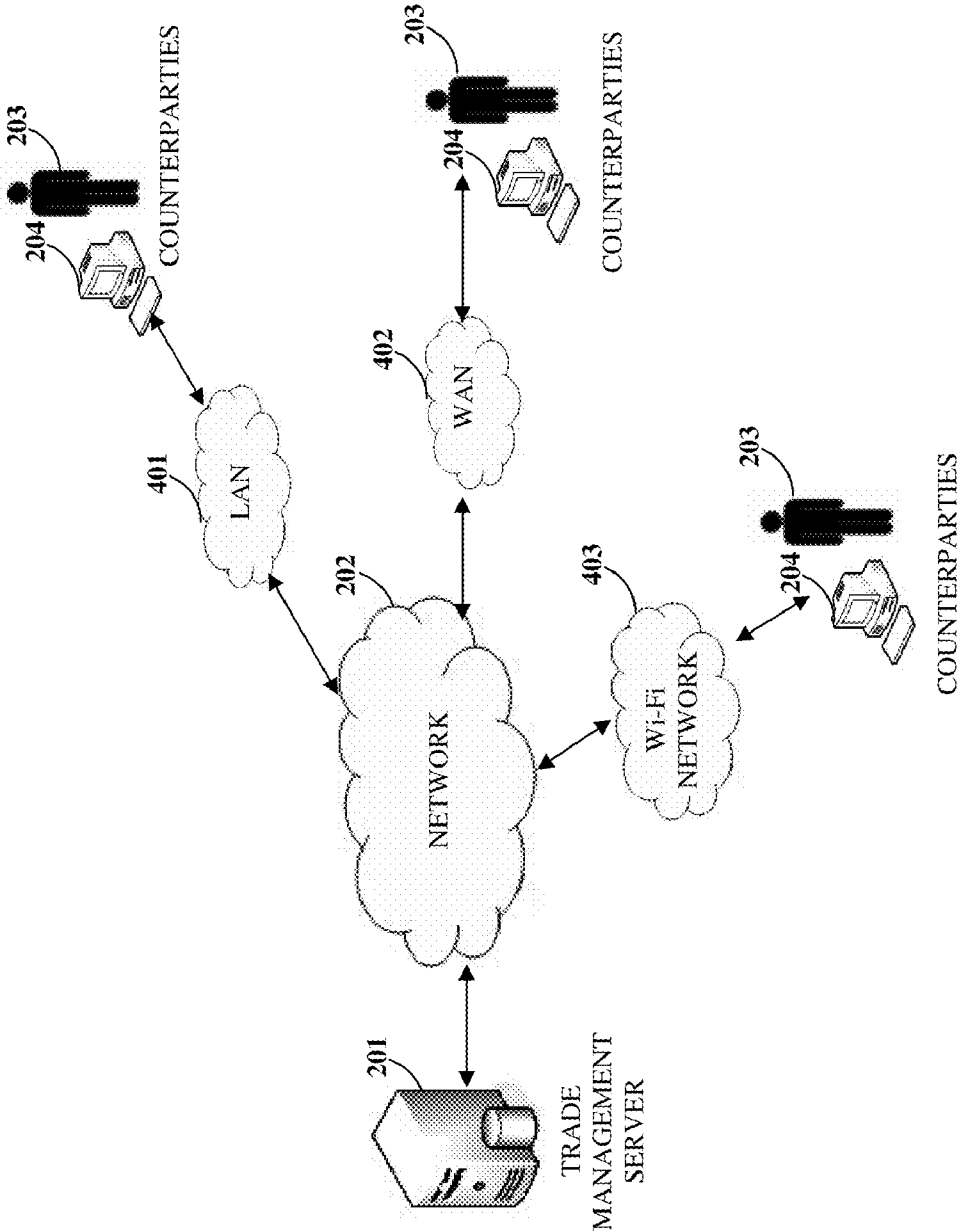 203
204
COUNTERPARTIES
401
LAN
203
204
COUNTERPARTIES
402
WAN
202
NETWORK
403
Wi-Fi
NETWORK
203
204
COUNTERPARTIES
201
TRADE
MANAGEMENT
SERVER